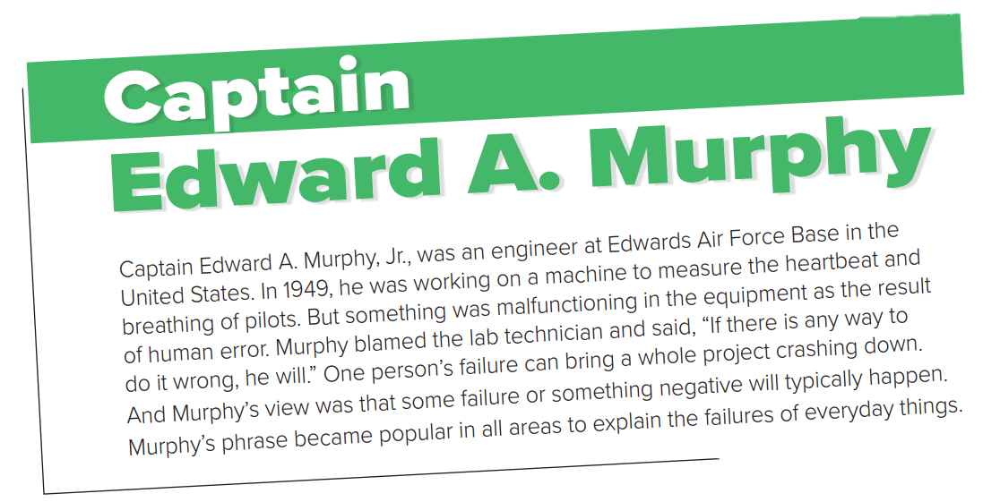 Captain
Edward A. Murphy
Captain Edward A. Murphy, Jr., was an engineer at Edwards Air Force Base in the
United States. In 1949, he was working on a machine to measure the heartbeat and
breathing of pilots. But something was malfunctioning in the equipment as the result
of human error. Murphy blamed the lab technician and said, “If there is any way to
do it wrong, he will.” One person’s failure can bring a whole project crashing down.
And Murphy’s view was that some failure or something negative will typically happen.
Murphy’s phrase became popular in all areas to explain the failures of everyday things.